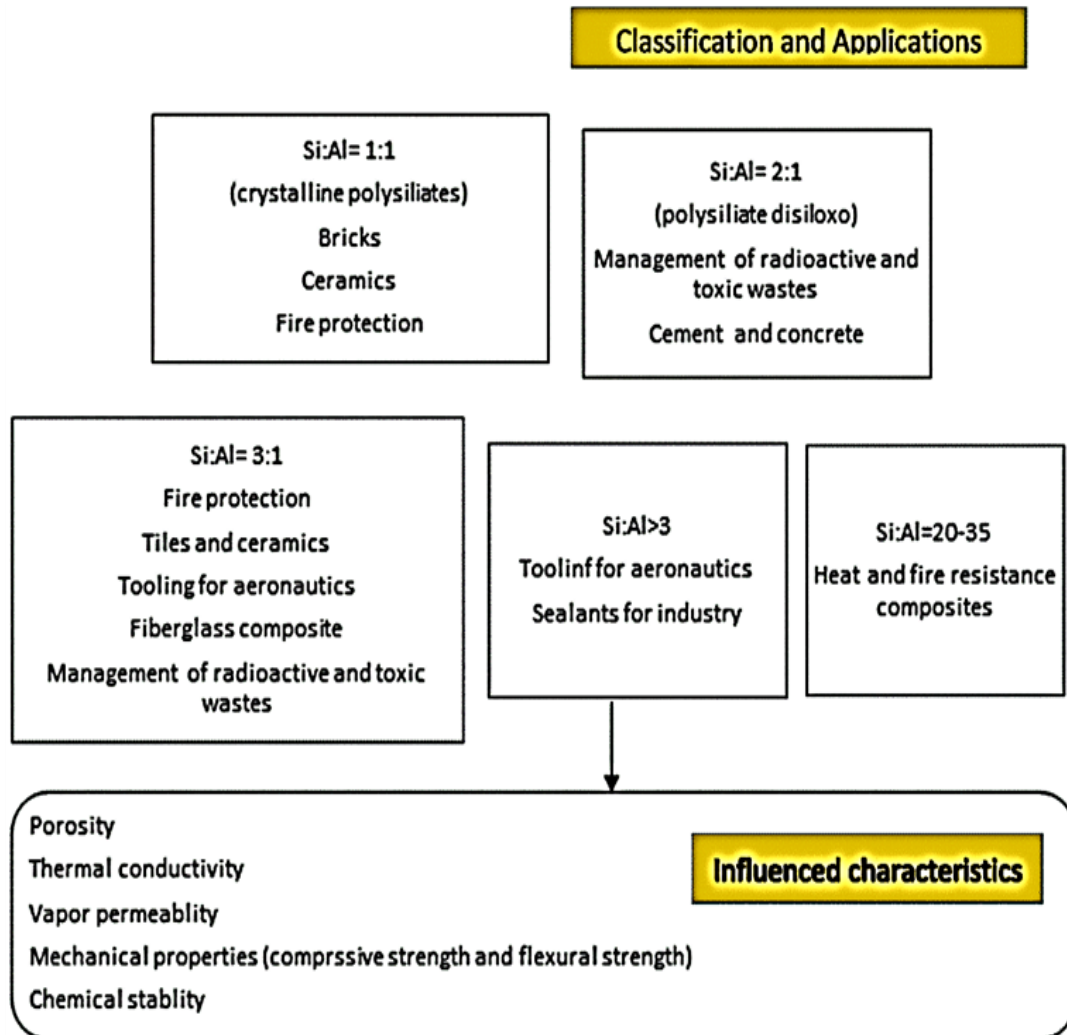 Classification and Applications
Si:Al= 1:1
(crystalline polysiliates)
Bricks
Ceramics
Fire protection
Si:Al= 2:1
(polysiliate disiloxo)
Management of radioactive and
toxic wastes
Cement and concrete
Si:Al= 3:1
Fire protection
Tiles and ceramics
Tooling for aeronautics
Fiberglass composite
Management of radioactive and toxic
wastes
Si:Al>3
Toolinf for aeronautics
Sealants for industry
Si:Al=20-35
Heat and fire resistance
composites
Influenced characteristics
Porosity
Thermal conductivity
Vapor permeablity
Mechanical properties (comprssive strength and flexural strength)
Chemical stablity